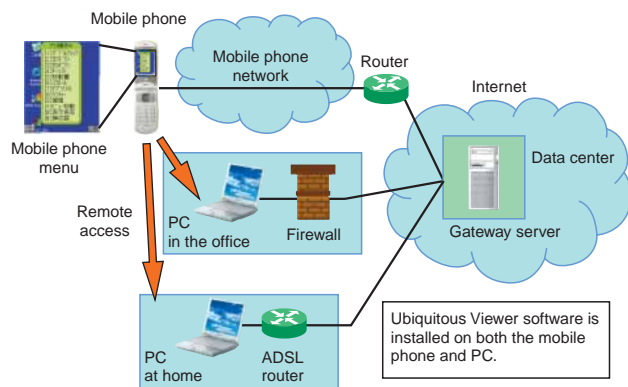 Mobile phone
Mobile phone
network
Router
Internet
Mobile phone
menu
Data center
Gateway server
Remote
access
PC
in the office
Firewall
PC
at home
ADSL
router
Ubiquitous Viewer software is
installed on both the mobile
phone and PC.